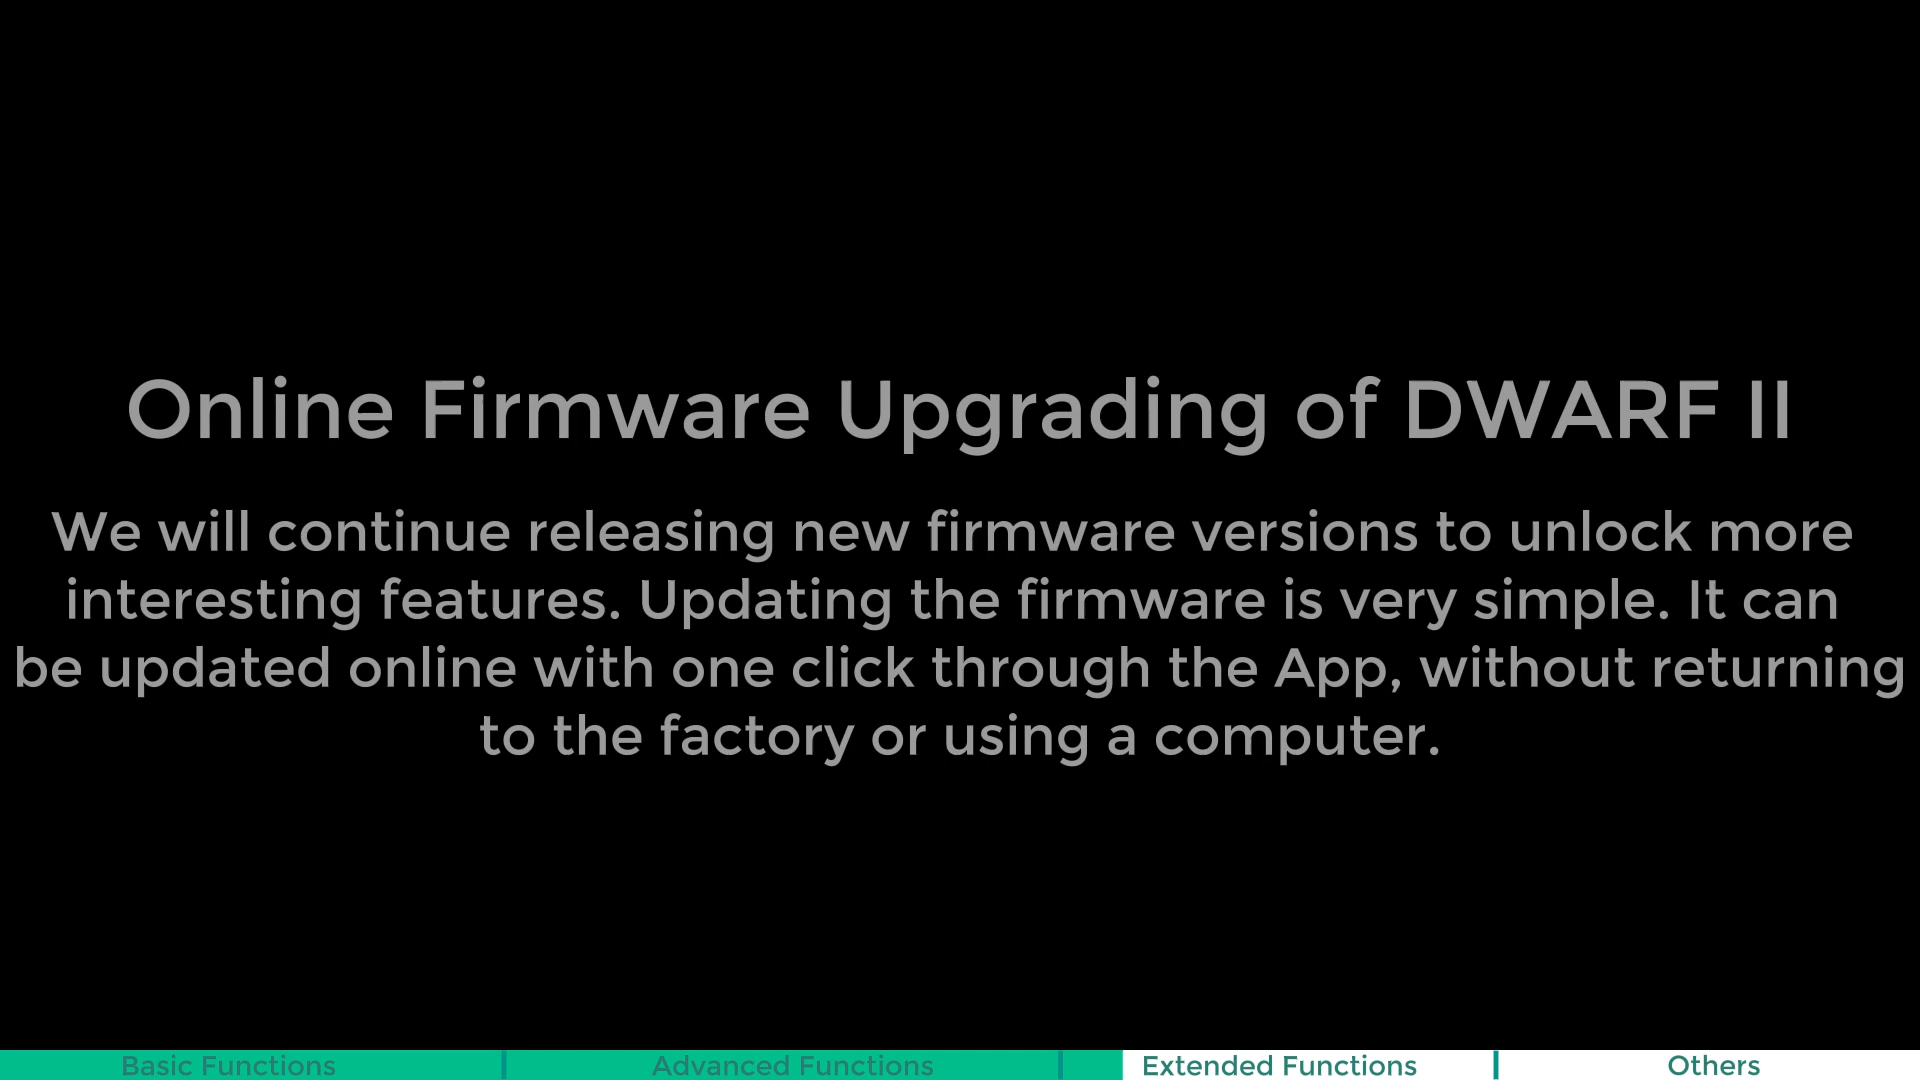 Online Firmware Upgrading of DWARF II
We will continue releasing new firmware versions to unlock more
interesting features. Updating the firmware is very simple. It can
be updated online with one click through the App, without returning
to the factory or using a computer.
Basic Functions
Advanced Functions
Extended Functions
Others